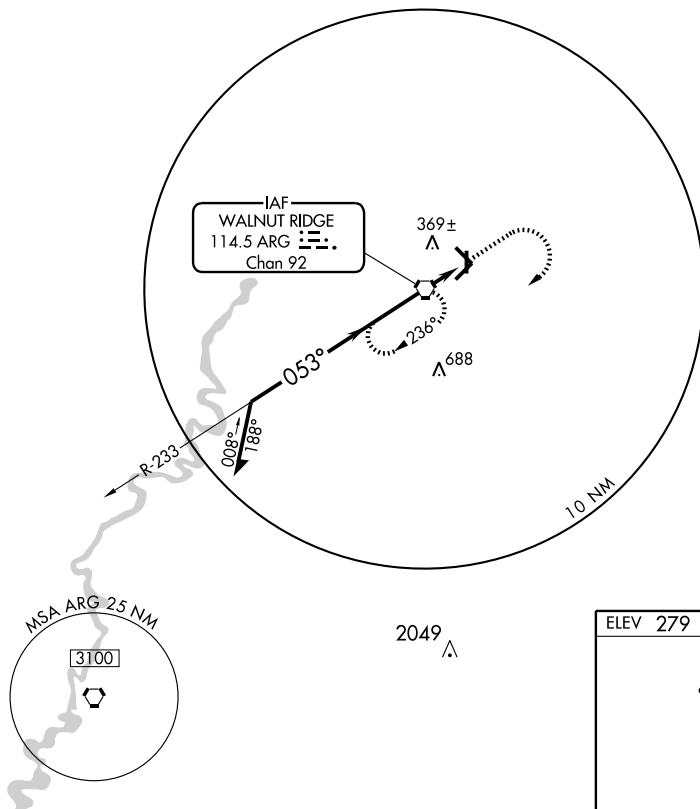 IAF
WALNUT RIDGE
114.5 ARG
Chan 92
369±
236°
688
053°
008°
188°
R-233
10 NM
MSA ARG 25 NM
3100
2049
ELEV 279